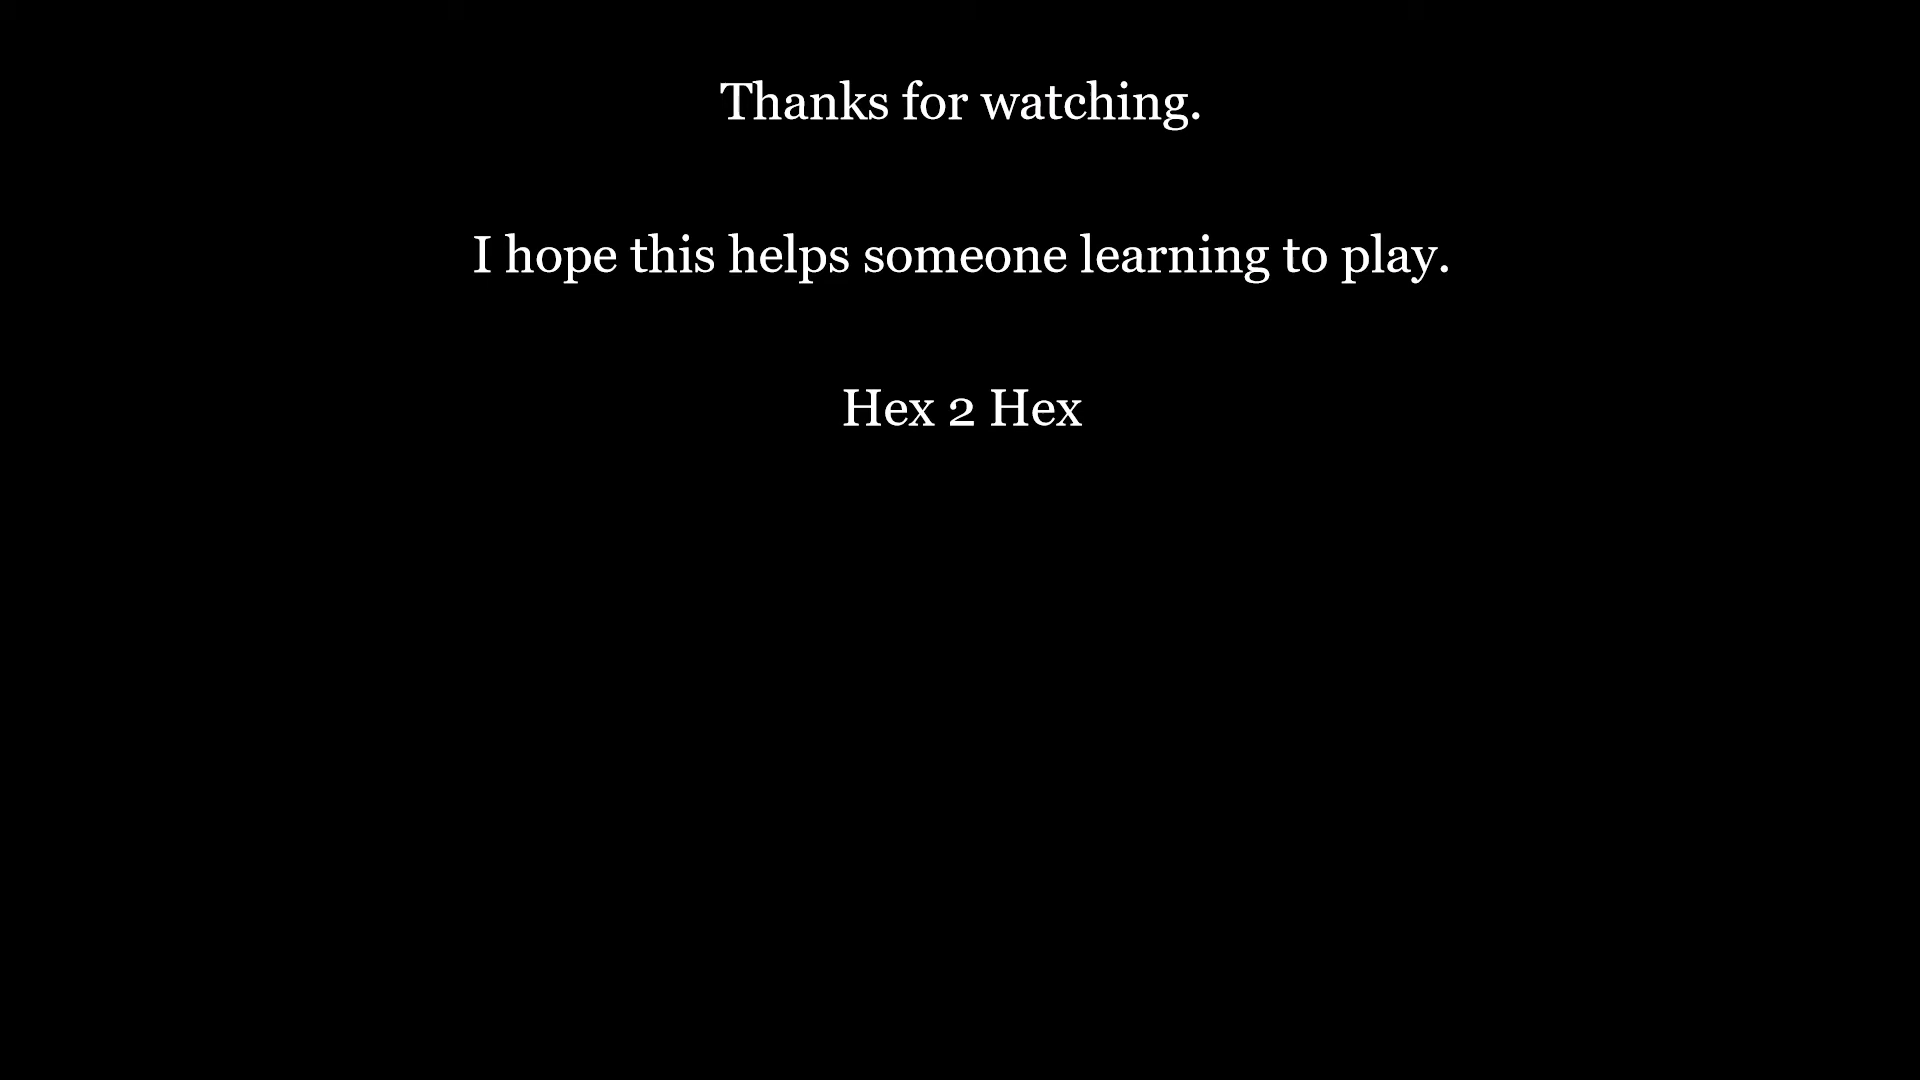 Thanks for watching.
I hope this helps someone learning to play.
Hex 2 Hex